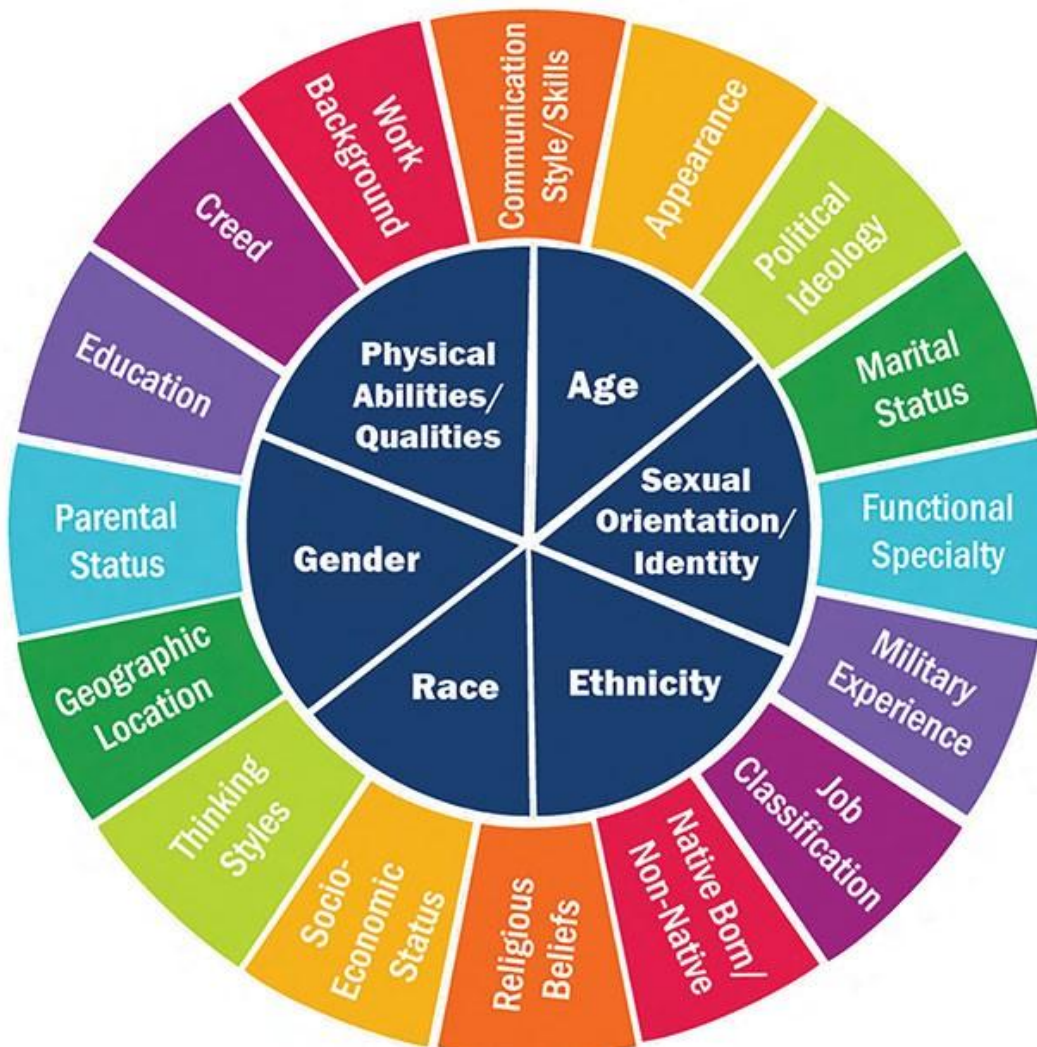 Communication
Style/Skills
Appearance
Political
Ideology
Marital
Status
Functional
Specialty
Military
Experience
Job
Classification
Native Born/
Non-Native
Religious
Beliefs
Socio-
Economic
Status
Thinking
Styles
Geographic
Location
Parental
Status
Education
Creed
Work
Background
Age
Sexual
Orientation/
Identity
Ethnicity
Race
Gender
Physical
Abilities/
Qualities